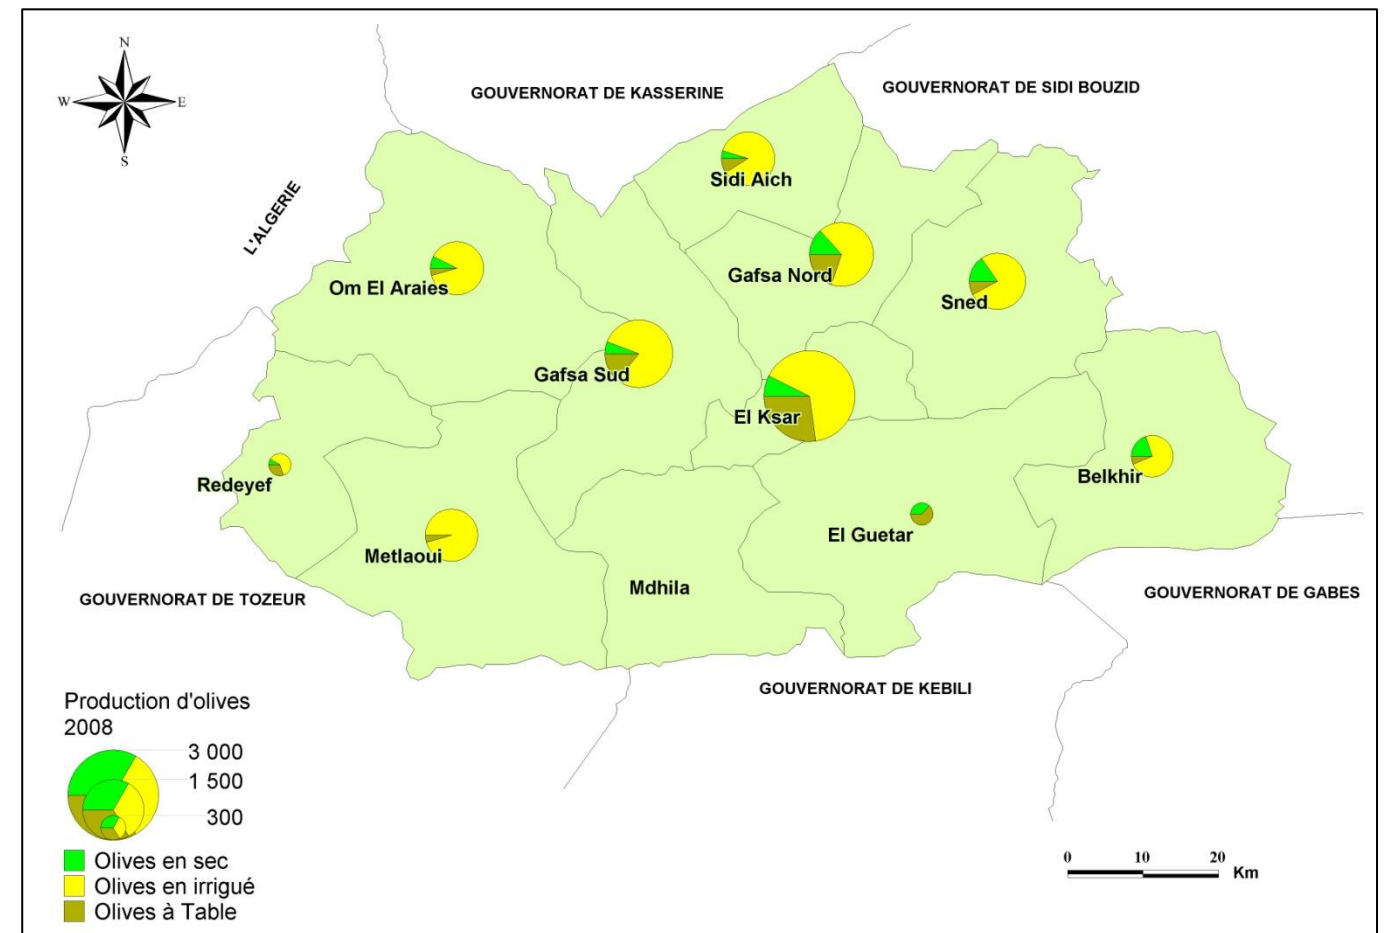 N
W
E
S
GOUVERNORAT DE KASSERINE
GOUVERNORAT DE SIDI BOUZID
L'ALGERIE
Sidi Aich
Gafsa Nord
Om El Araies
Sned
Gafsa Sud
El Ksar
Redeyef
Belkhir
El Guetar
Metlaoui
Mdhila
GOUVERNORAT DE TOZEUR
GOUVERNORAT DE GABES
GOUVERNORAT DE KEBILI
Production d'olives
2008
3 000
1 500
300
Olives en sec
Olives en irrigué
Olives à Table
0 10 20
Km